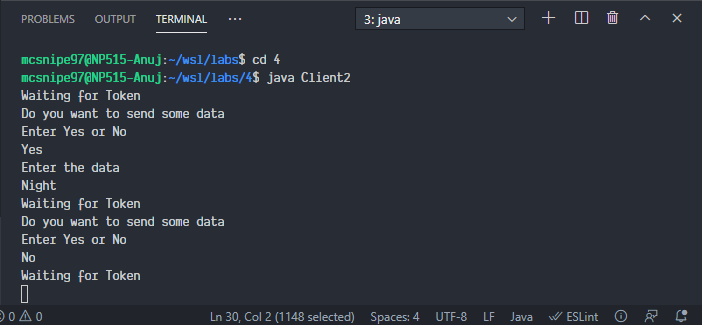 PROBLEMS OUTPUT TERMINAL ... 3: java
mcsnipe97@NP515-Anuj:~/wsl/labs$ cd 4
mcsnipe97@NP515-Anuj:~/wsl/labs/4$ java Client2
Waiting for Token
Do you want to send some data
Enter Yes or No
Yes
Enter the data
Night
Waiting for Token
Do you want to send some data
Enter Yes or No
No
Waiting for Token
0 0 Ln 30, Col 2 (1148 selected) Spaces: 4 UTF-8 LF Java ESLint